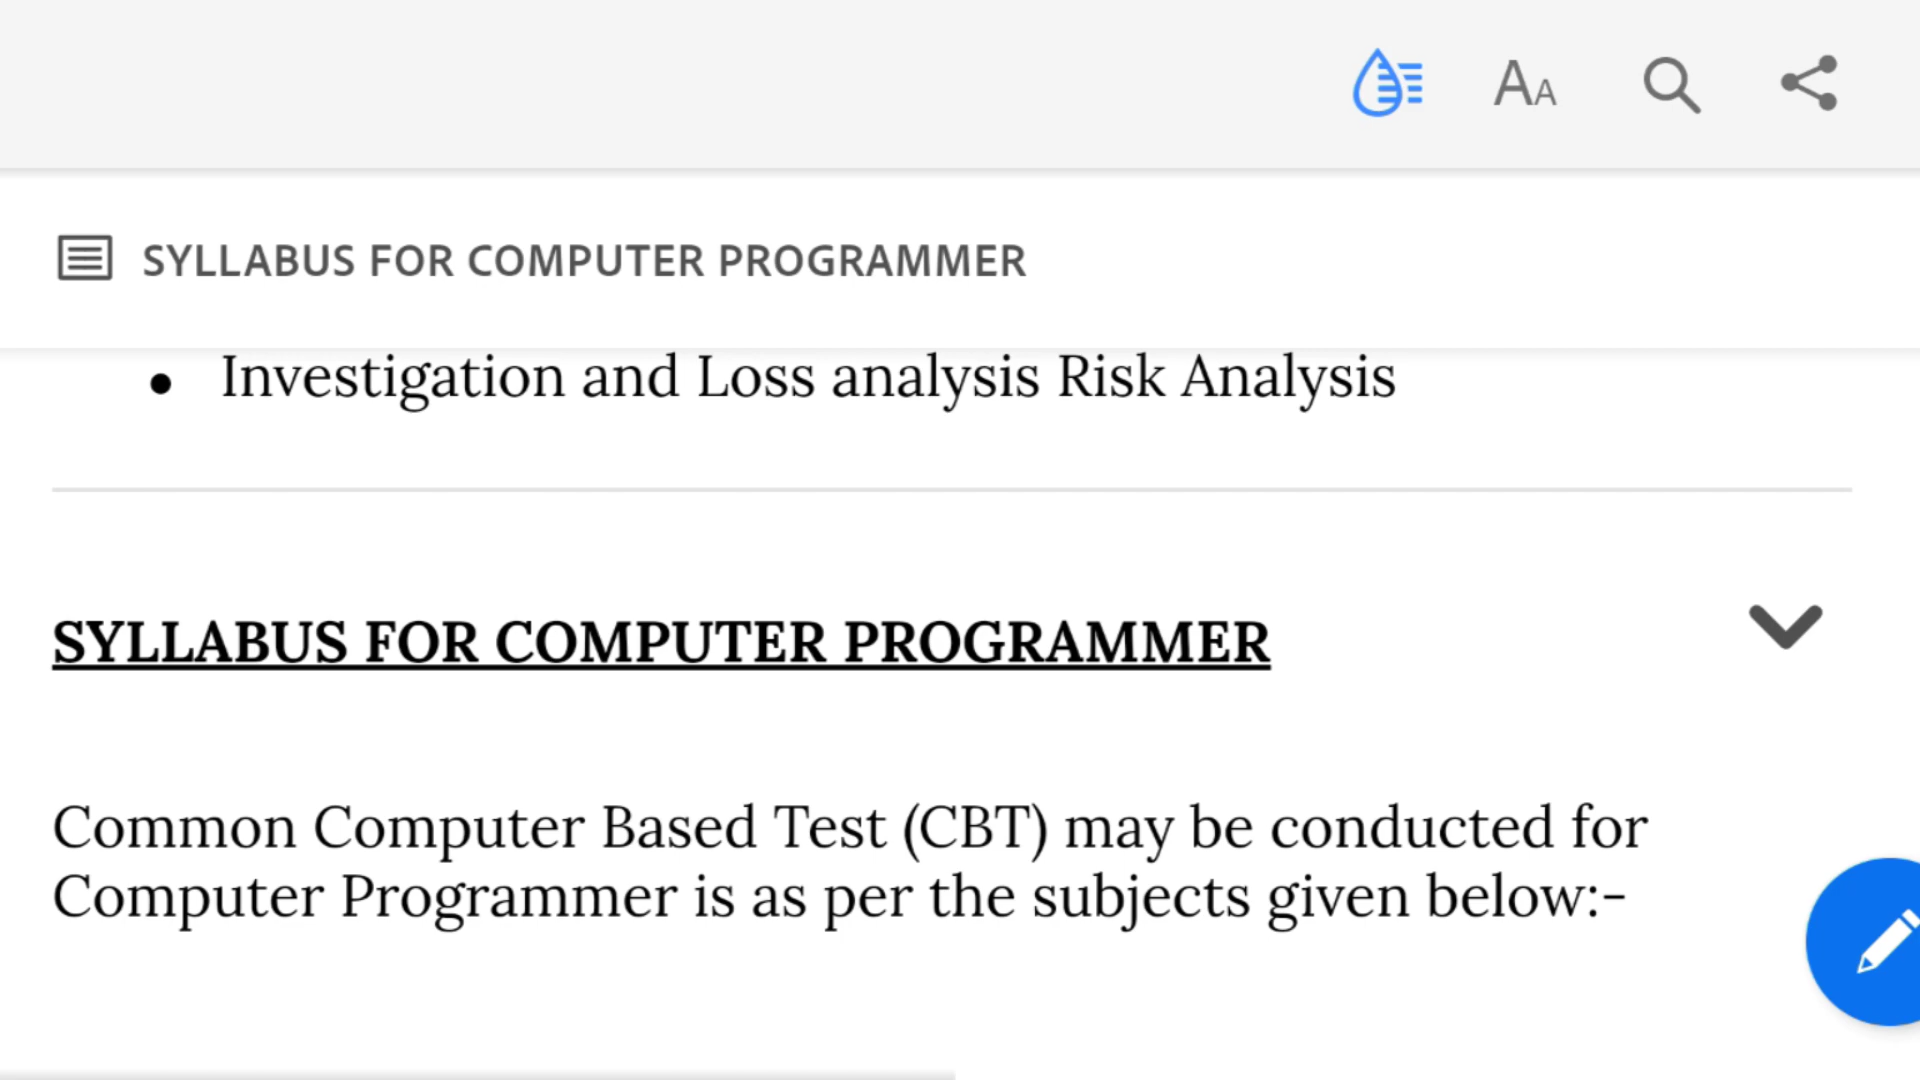 AA
SYLLABUS FOR COMPUTER PROGRAMMER
• Investigation and Loss analysis Risk Analysis
SYLLABUS FOR COMPUTER PROGRAMMER
Common Computer Based Test (CBT) may be conducted for
Computer Programmer is as per the subjects given below:-